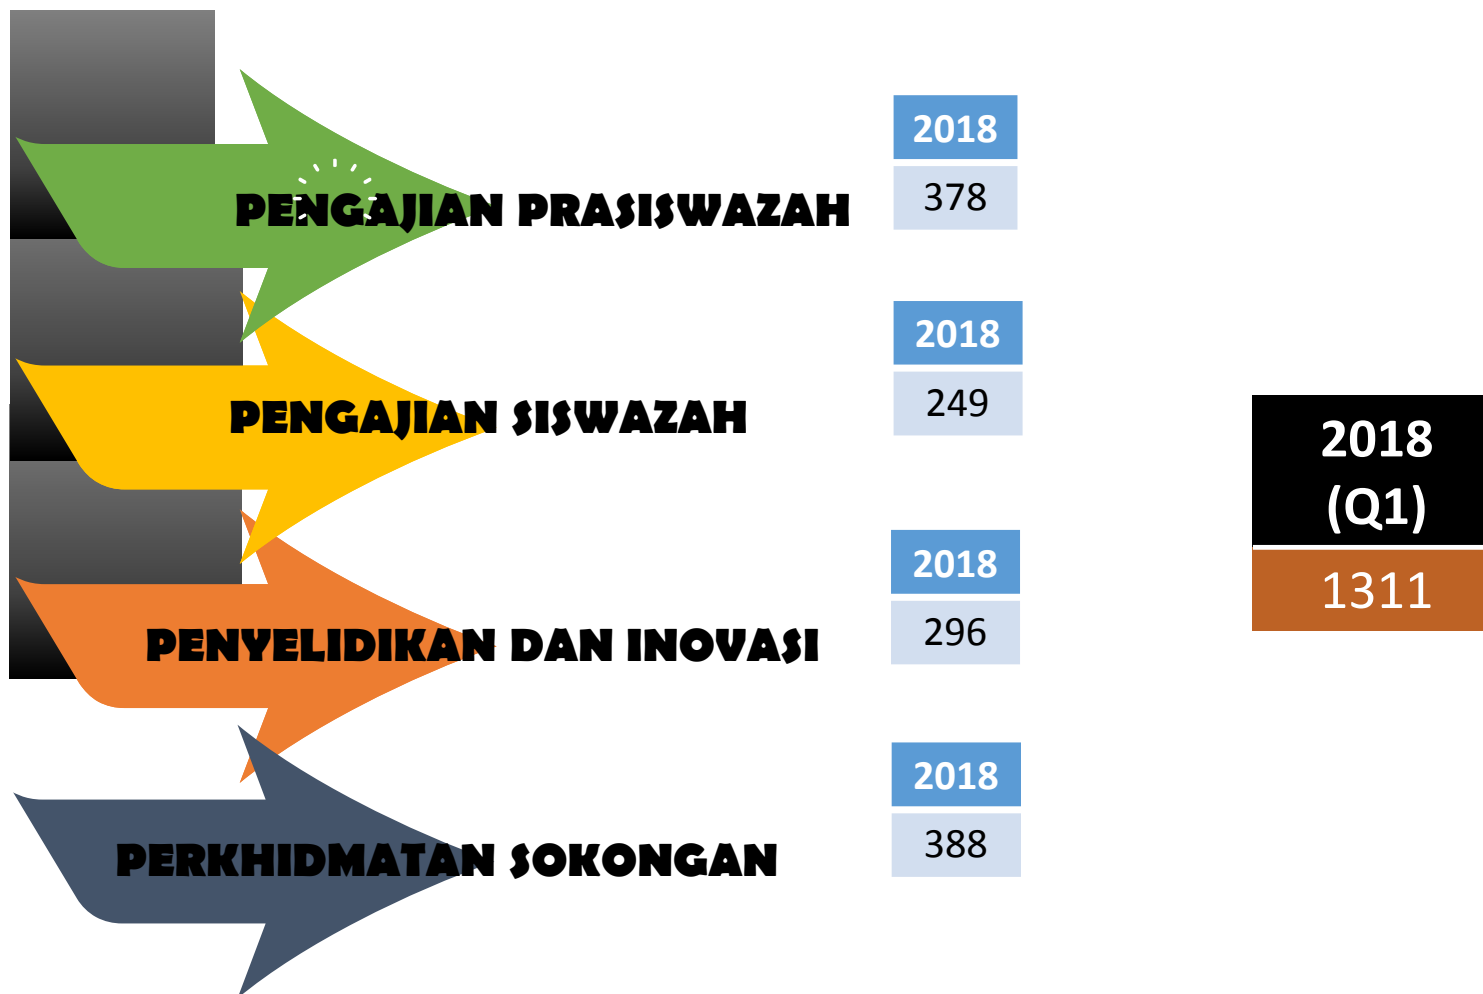 2018
PENGAJIAN PRASISWAZAH
378
2018
PENGAJIAN SISWAZAH
249
2018
(Q1)
1311
2018
PENYELIDIKAN DAN INOVASI
296
2018
PERKHIDMATAN SOKONGAN
388